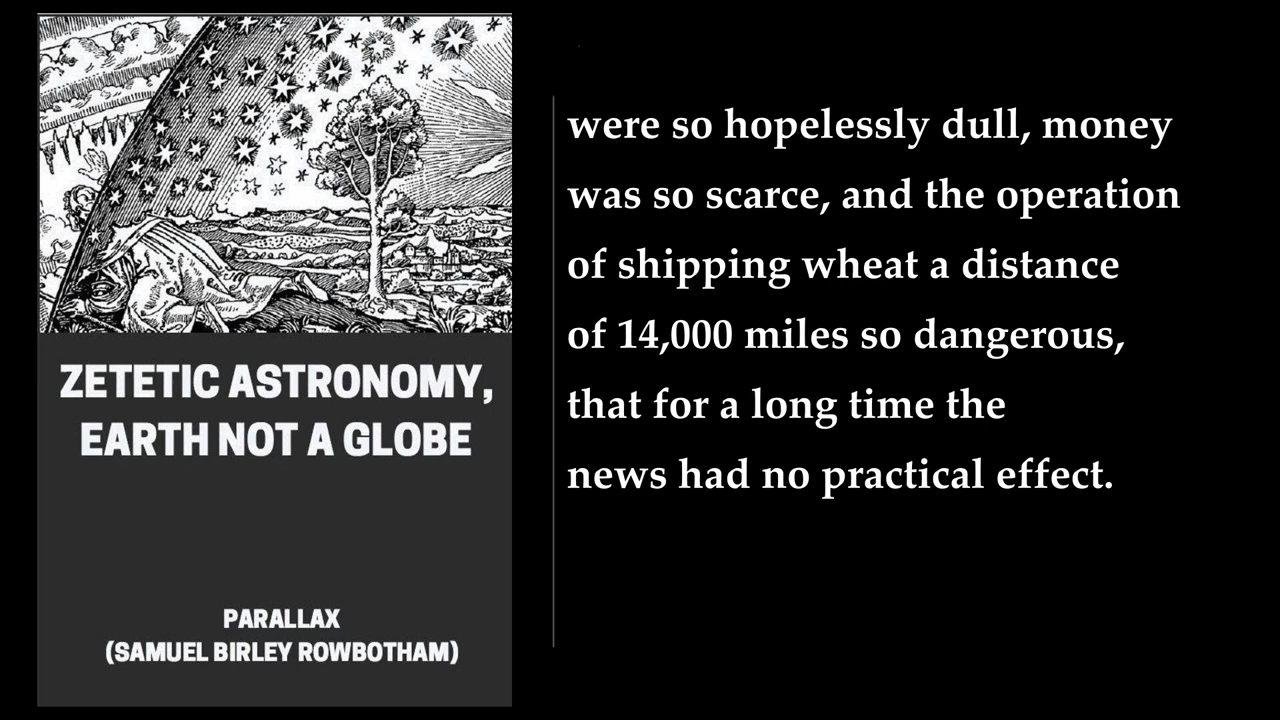 ZETETIC ASTRONOMY,
EARTH NOT A GLOBE
PARALLAX
(SAMUEL BIRLEY ROWBOTHAM)
were so hopelessly dull, money
was so scarce, and the operation
of shipping wheat a distance
of 14,000 miles so dangerous,
that for a long time the
news had no practical effect.